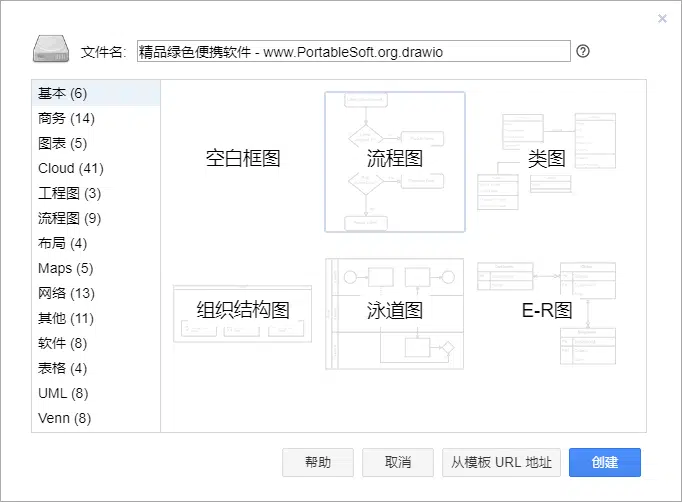 文件名:
精品绿色便携软件 - www.PortableSoft.org.drawio
基本 (6)
商务 (14)
图表 (5)
Cloud (41)
工程图 (3)
流程图 (9)
布局 (4)
Maps (5)
网络 (13)
其他 (11)
软件 (8)
表格 (4)
UML (8)
Venn (8)
空白框图
流程图
类图
组织结构图
泳道图
E-R图
帮助
取消
从模板 URL 地址
创建